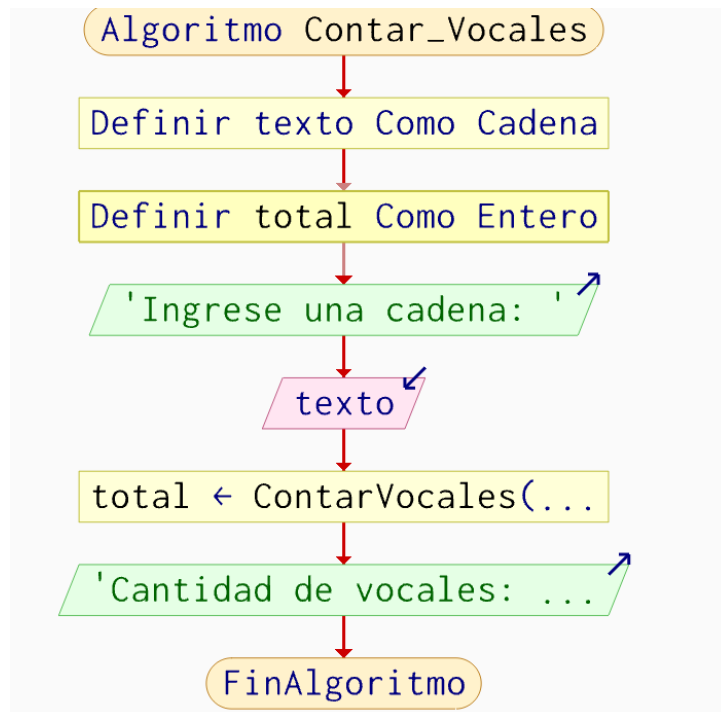 Algoritmo Contar_Vocales
Definir texto Como Cadena
Definir total Como Entero
'Ingrese una cadena: '
texto
total ← ContarVocales(...
'Cantidad de vocales: ...
FinAlgoritmo